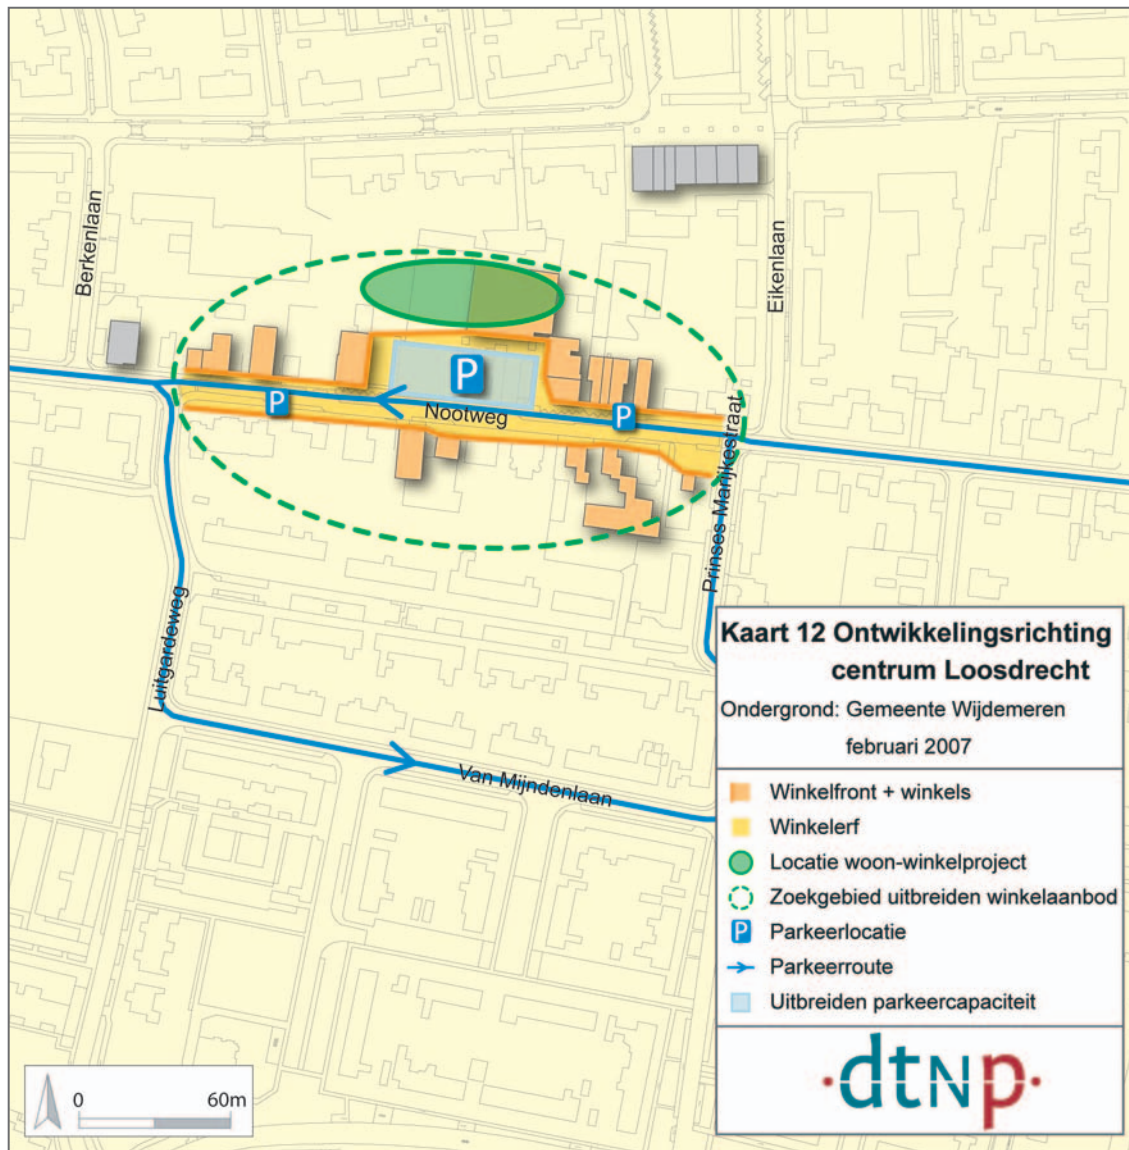 Berkenlaan
Eikenlaan
P
P
P
Nootweg
Prinses Marijkestraat
Luitgardeweg
Van Mijndenlaan
Kaart 12 Ontwikkelingsrichting
centrum Loosdrecht
Ondergrond: Gemeente Wijdemeren
februari 2007
Winkelfront + winkels
Winkelerf
Locatie woon-winkelproject
Zoekgebied uitbreiden winkelaanbod
P Parkeerlocatie
Parkeerroute
Uitbreiden parkeercapaciteit
·dtNp·
0 60m